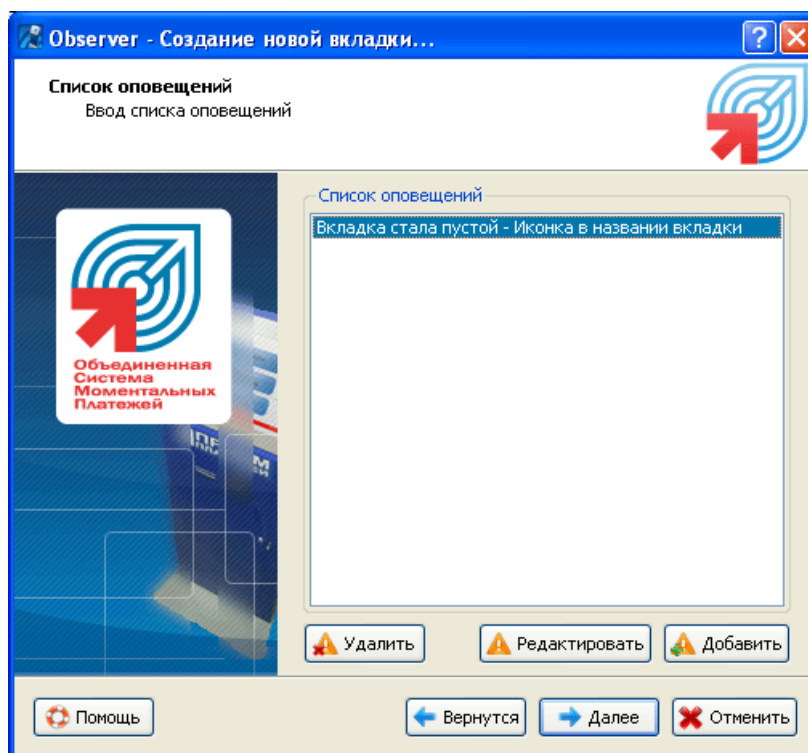 Observer - Создание новой вкладки...
?
Список оповещений
Ввод списка оповещений
Список оповещений
Вкладка стала пустой - Иконка в названии вкладки
Объединенная
Система
Моментальных
Платежей
Удалить
Редактировать
Добавить
Помощь
Вернутся
Далее
Отменить